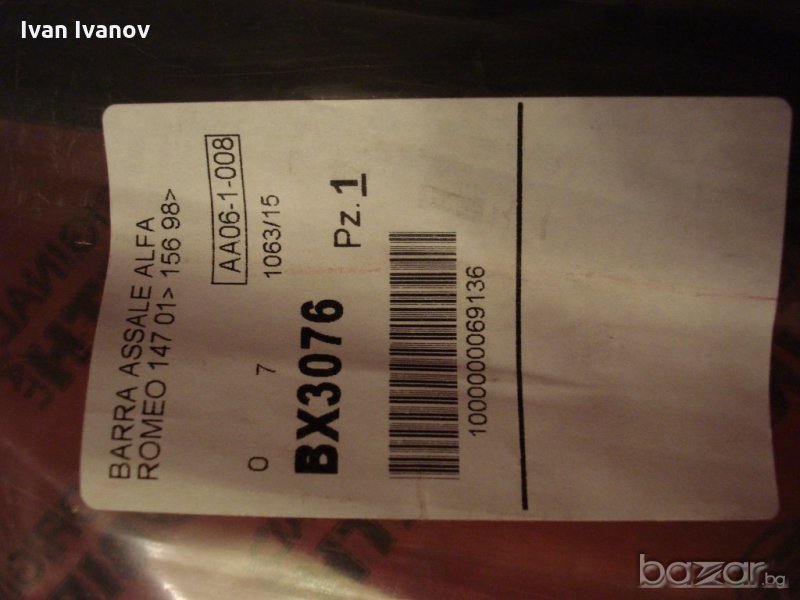 Ivan Ivanov
BARRA ASSALE ALFA
ROMEO 147 01> 156 98>
AA06-1-008
0 7 1063/15
BX3076 Pz. 1
10000000069136
bazar.bg